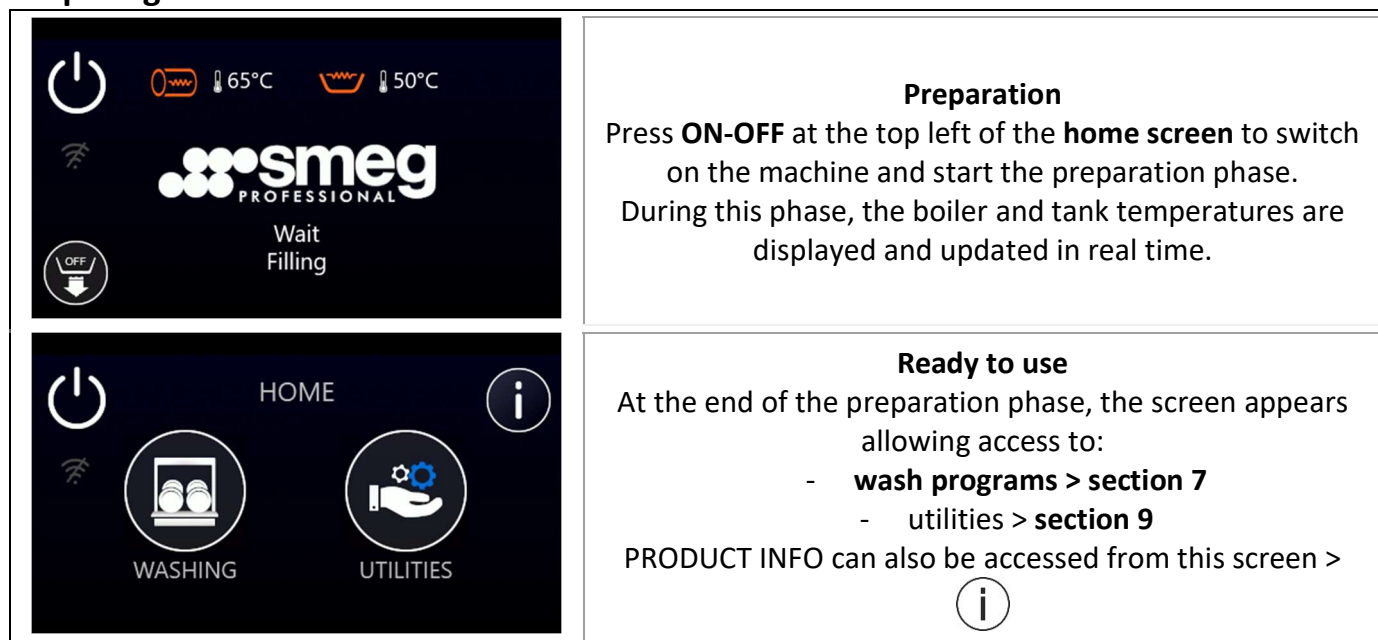 65°C 50°C
smeg
PROFESSIONAL
Wait
Filling
OFF
Preparation
Press ON-OFF at the top left of the home screen to switch
on the machine and start the preparation phase.
During this phase, the boiler and tank temperatures are
displayed and updated in real time.
HOME
i
WASHING UTILITIES
Ready to use
At the end of the preparation phase, the screen appears
allowing access to:
- wash programs > section 7
- utilities > section 9
PRODUCT INFO can also be accessed from this screen >
i